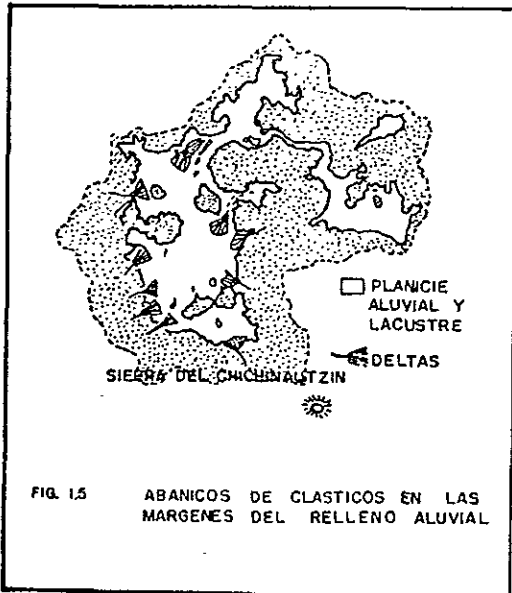 PLANICIE
ALUVIAL Y
LACUSTRE
DELTAS
SIERRA DEL CHICHINAUTZIN
FIG. 1.5 ABANICOS DE CLASTICOS EN LAS
MARGENES DEL RELLENO ALUVIAL